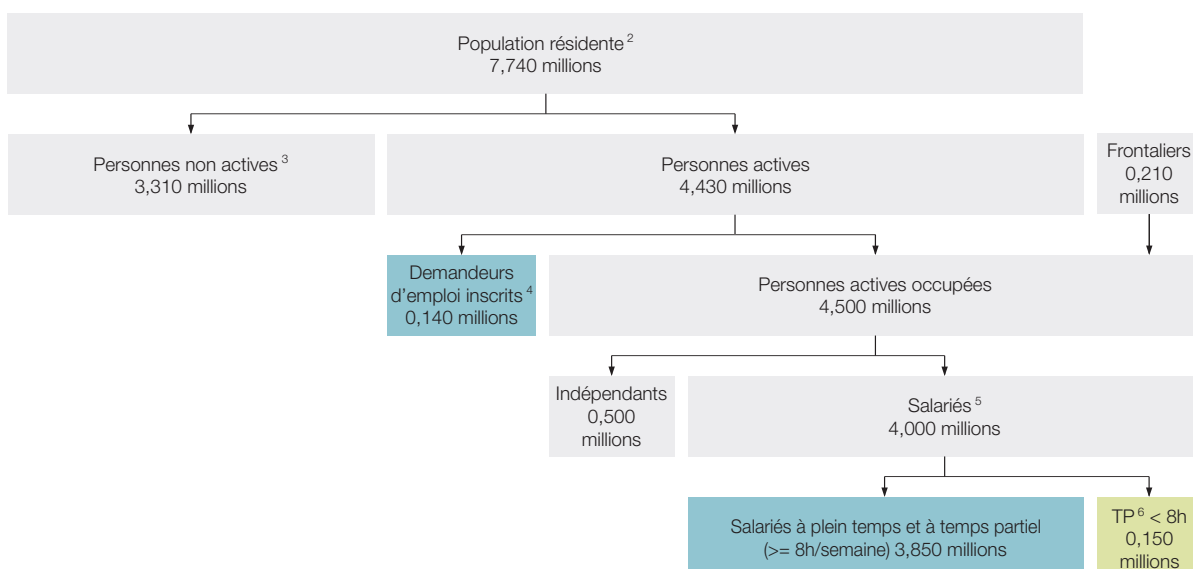 Population résidente 2
7,740 millions
Personnes non actives 3
3,310 millions
Personnes actives
4,430 millions
Frontaliers
0,210
millions
Demandeurs
d'emploi inscrits 4
0,140 millions
Personnes actives occupées
4,500 millions
Indépendants
0,500
millions
Salariés 5
4,000 millions
Salariés à plein temps et à temps partiel
(>= 8h/semaine) 3,850 millions
TP 6 < 8h
0,150
millions